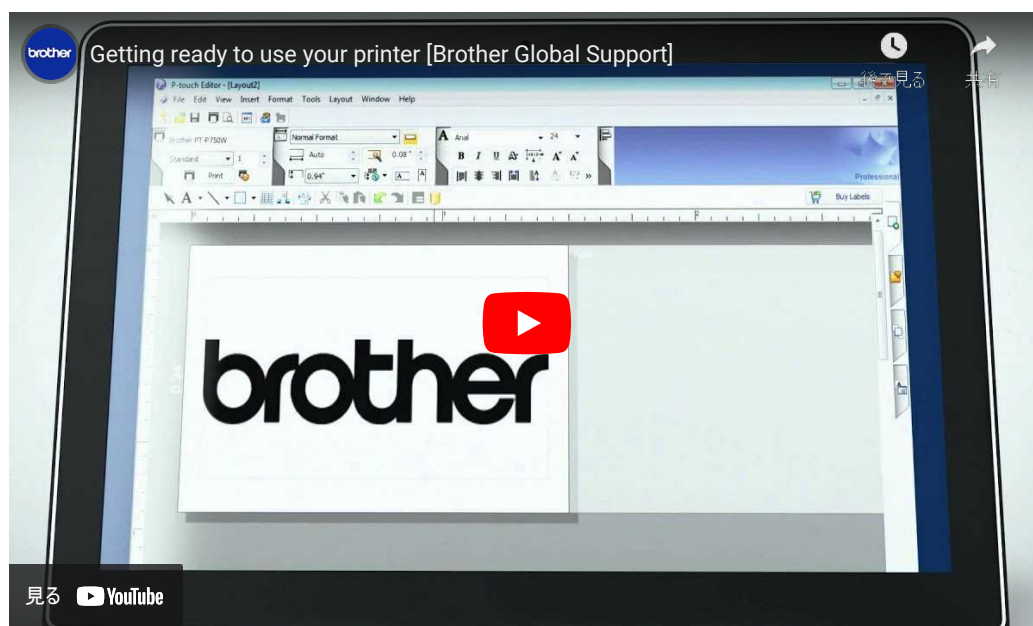 brother
Getting ready to use your printer [Brother Global Support]
後で見る
共有
P-touch Editor - [Layout2]
File Edit View Insert Format Tools Layout Window Help
Brother PT-P750W
Normal Format
Arial
24
Standard
1
Auto
0.08"
B I U
Print
0.94"
Professional
A
Buy Labels
brother
見る
YouTube